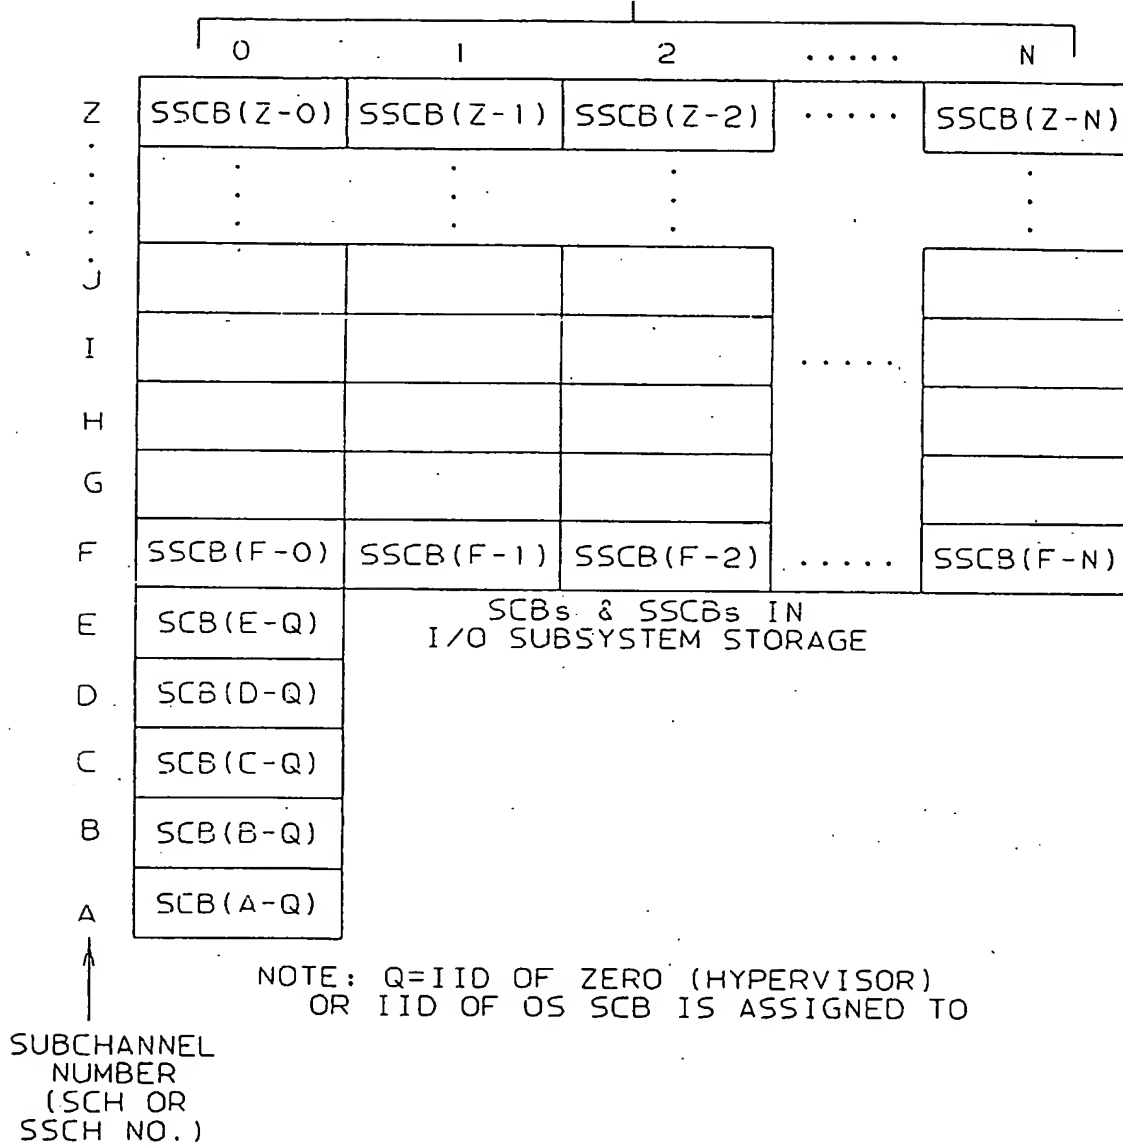 0 1 2 ..... N
Z SSCB(Z-0) SSCB(Z-1) SSCB(Z-2) ..... SSCB(Z-N)
J
I .....
H
G
F SSCB(F-0) SSCB(F-1) SSCB(F-2) ..... SSCB(F-N)
E SCB(E-Q)
SCBs & SSCBs IN
I/O SUBSYSTEM STORAGE
D SCB(D-Q)
C SCB(C-Q)
B SCB(B-Q)
A SCB(A-Q)
NOTE: Q=IID OF ZERO (HYPERVISOR)
OR IID OF OS SCB IS ASSIGNED TO
SUBCHANNEL
NUMBER
(SCH OR
SSCH NO.)